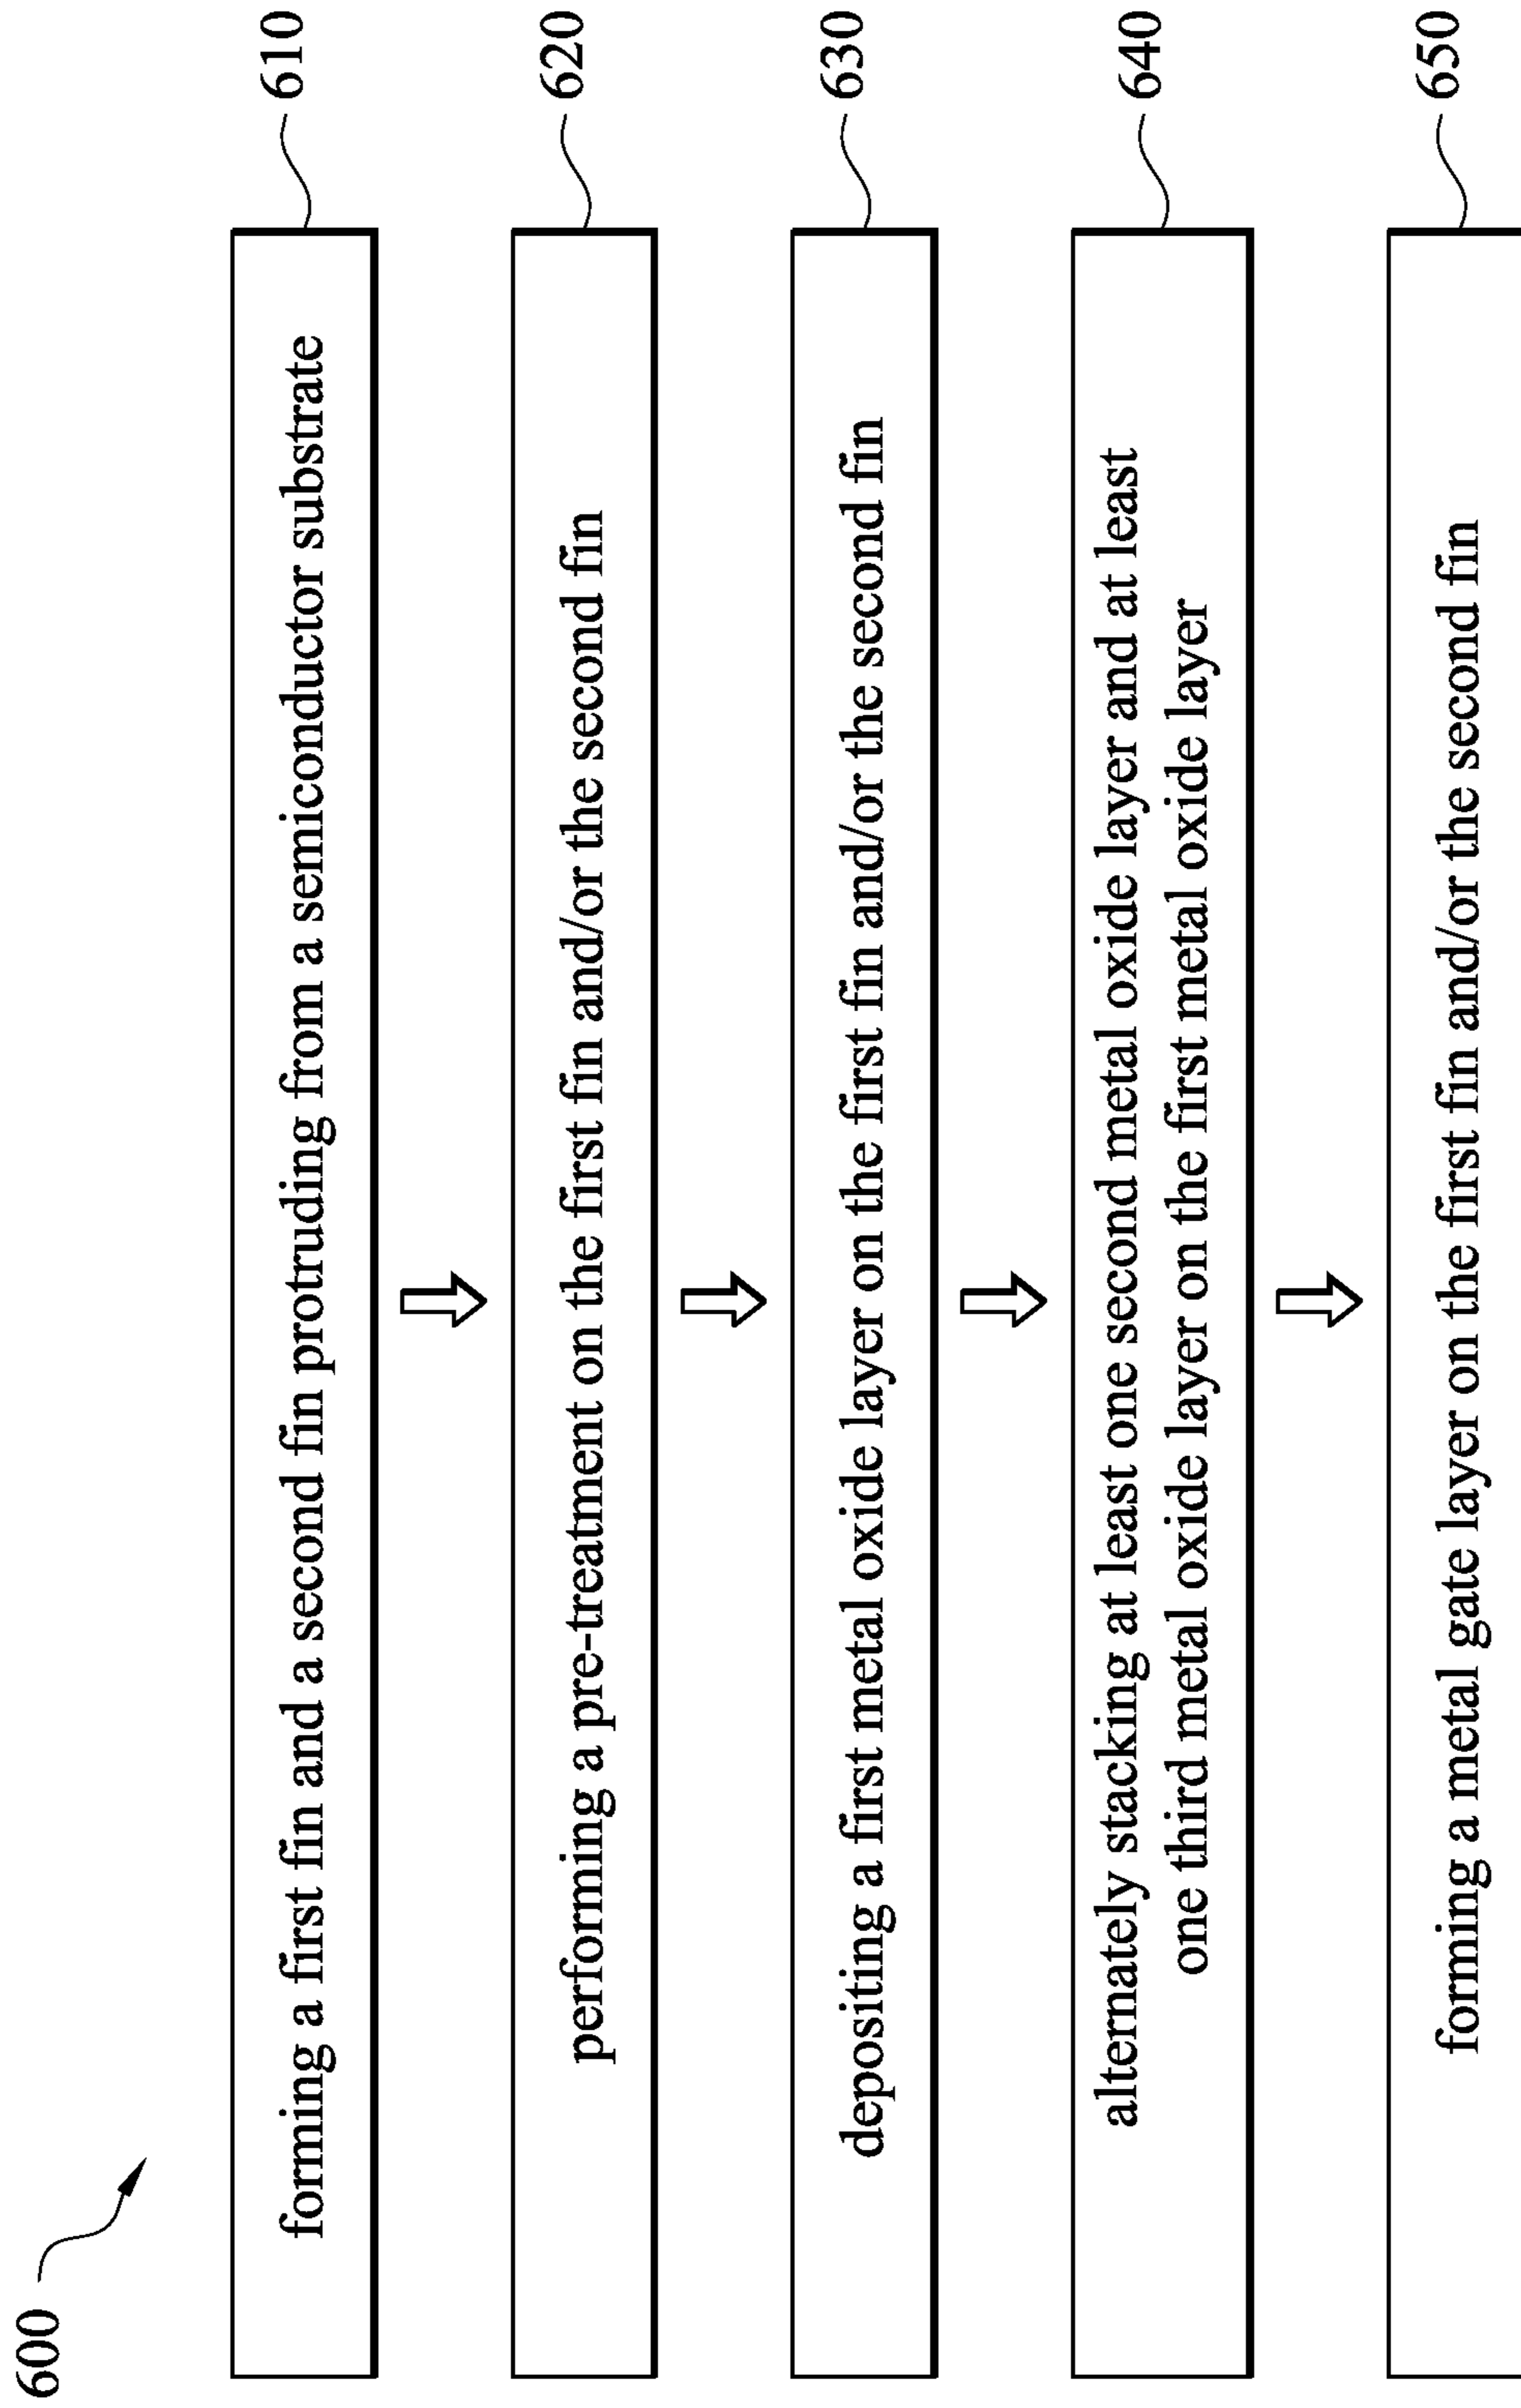 600
forming a first fin and a second fin protruding from a semiconductor substrate
610
performing a pre-treatment on the first fin and/or the second fin
620
depositing a first metal oxide layer on the first fin and/or the second fin
630
alternately stacking at least one second metal oxide layer and at least
one third metal oxide layer on the first metal oxide layer
640
forming a metal gate layer on the first fin and/or the second fin
650